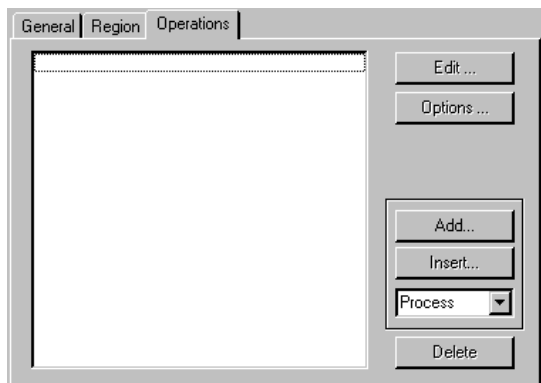 General Region Operations
Edit ...
Options ...
Add...
Insert...
Process
Delete